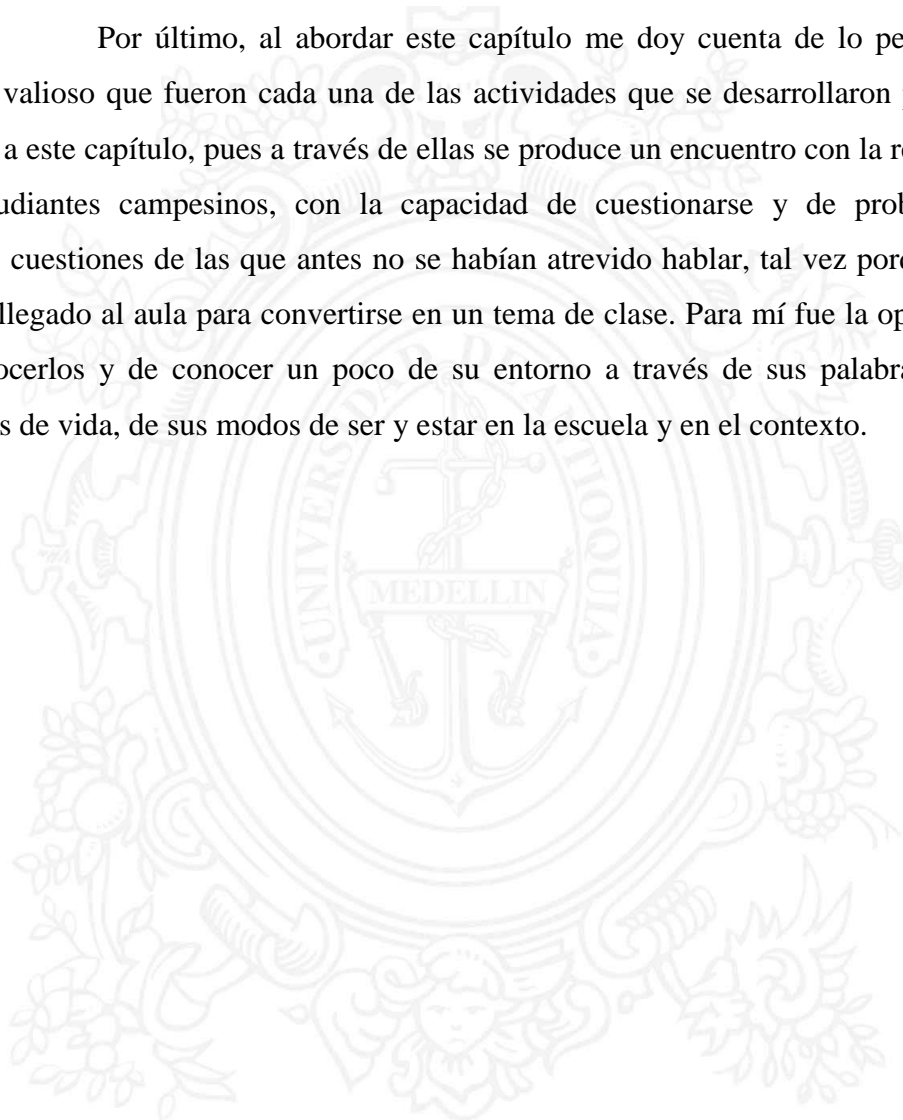 Por último, al abordar este capítulo me doy cuenta de lo
valioso que fueron cada una de las actividades que se desarrollaron
a este capítulo, pues a través de ellas se produce un encuentro con la
campesinos, con la capacidad de cuestionarse y de
cuestiones de las que antes no se habían atrevido hablar, tal vez
llegado al aula para convertirse en un tema de clase. Para mí fue la
y de conocer un poco de su entorno a través de sus
de vida, de sus modos de ser y estar en la escuela y en el contexto.
UNIVERSIDAD DE ANTIOQUIA
MEDELLIN